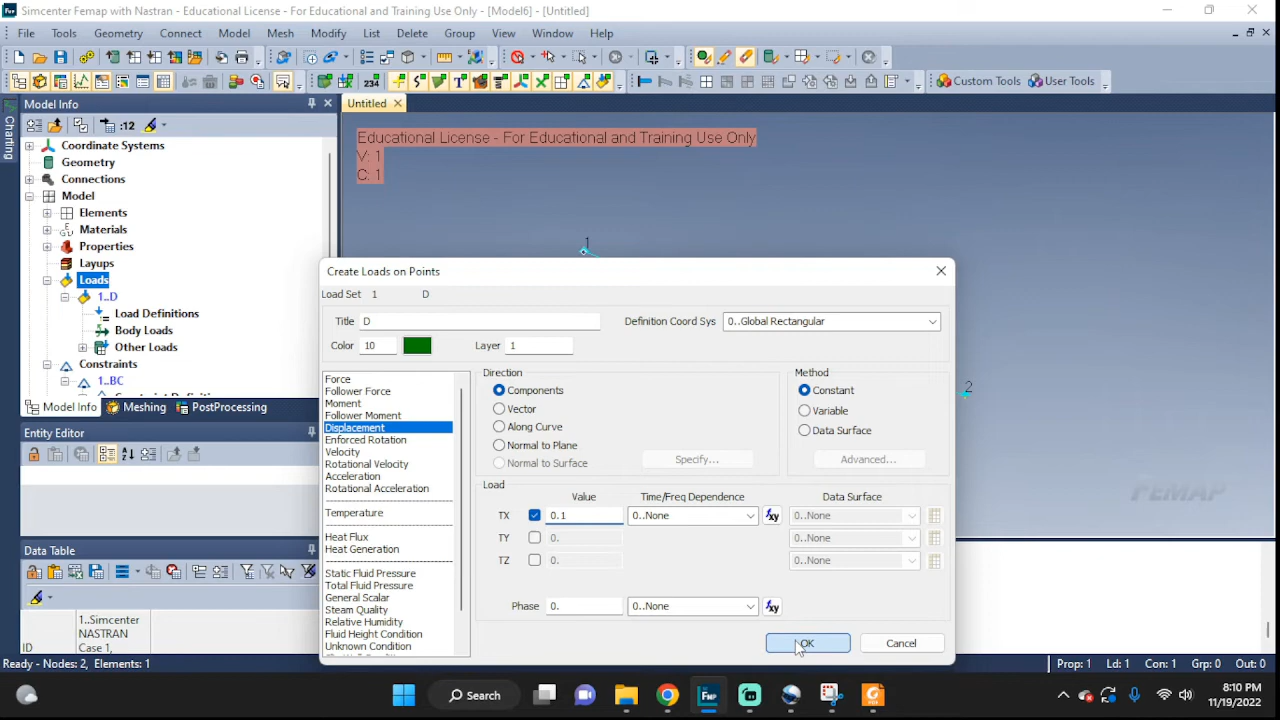 Simcenter Femap with Nastran - Educational License - For Educational and Training Use Only - [Model6] - [Untitled]
File Tools Geometry Connect Model Mesh Modify List Delete Group View Window Help
234 T Custom Tools User Tools
Model Info
Untitled
Charting
:12
Coordinate Systems
Geometry
Connections
Model
Elements
Materials
Properties
Layups
Loads
1..D
Load Definitions
Body Loads
Other Loads
Constraints
1..BC
Model Info Meshing PostProcessing
Educational License - For Educational and Training Use Only
V: 1
C: 1
1
2
FEMAP
Create Loads on Points
Load Set 1 D
Title D Definition Coord Sys 0..Global Rectangular
Color 10 Layer 1
Force
Follower Force
Moment
Follower Moment
Displacement
Enforced Rotation
Velocity
Rotational Velocity
Acceleration
Rotational Acceleration
Temperature
Heat Flux
Heat Generation
Static Fluid Pressure
Total Fluid Pressure
General Scalar
Steam Quality
Relative Humidity
Fluid Height Condition
Unknown Condition
Direction
Components
Vector
Along Curve
Normal to Plane
Normal to Surface
Specify...
Method
Constant
Variable
Data Surface
Advanced...
Load
Value Time/Freq Dependence Data Surface
TX 0.1 0..None 0..None
TY 0. 0..None
TZ 0. 0..None
Phase 0. 0..None
OK Cancel
Entity Editor
Data Table
1..Simcenter
NASTRAN
ID Case 1,
Ready - Nodes: 2, Elements: 1
Prop: 1 Ld: 1 Con: 1 Grp: 0 Out: 0
Search
8:10 PM
11/19/2022